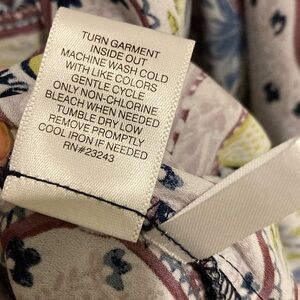 TURN GARMENT
INSIDE OUT
MACHINE WASH COLD
WITH LIKE COLORS
GENTLE CYCLE
ONLY NON-CHLORINE
BLEACH WHEN NEEDED
TUMBLE DRY LOW
REMOVE PROMPTLY
COOL IRON IF NEEDED
RN#23243